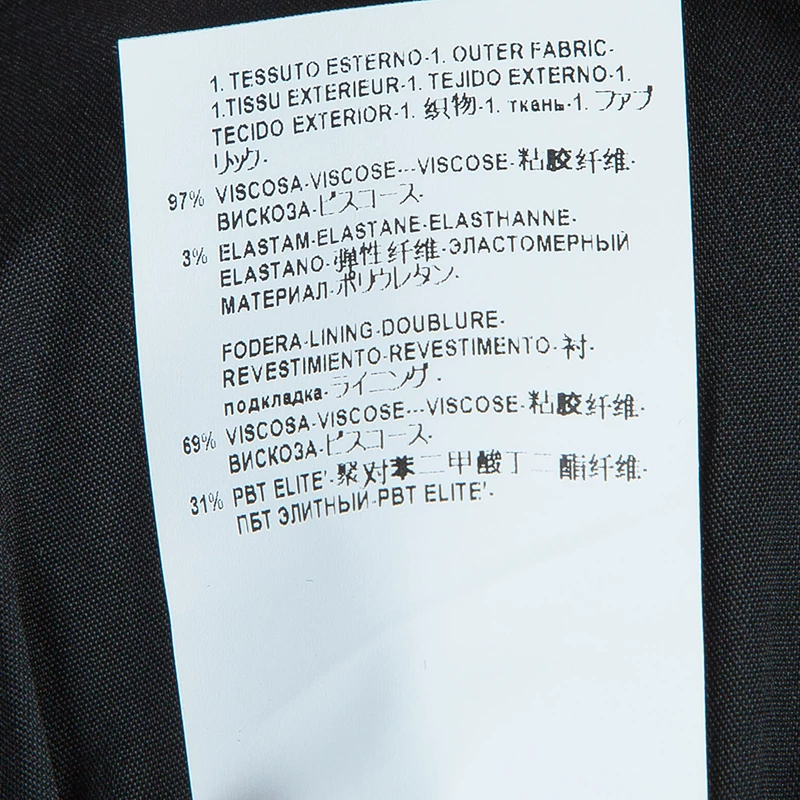 1. TESSUTO ESTERNO-1. OUTER FABRIC-
1.TISSU EXTERIEUR-1. TEJIDO EXTERNO-1.
TECIDO EXTERIOR-1. 织物-1. ткань-1. ファブ
リック-
97% VISCOSA-VISCOSE---VISCOSE-粘胶纤维-
ВИСКОЗА-ビスコース-
3% ELASTAM-ELASTANE-ELASTHANNE-
ELASTANO-弹性纤维-ЭЛАСТОМЕРНЫЙ
МАТЕРИАЛ-ポリウレタン-
FODERA-LINING-DOUBLURE-
REVESTIMIENTO-REVESTIMENTO-衬-
подкладка-ライニング-
69% VISCOSA-VISCOSE---VISCOSE-粘胶纤维-
ВИСКОЗА-ビスコース-
31% PBT ELITE'-聚对苯二甲酸丁二酯纤维-
ПБТ ЭЛИТНЫЙ-PBT ELITE'-